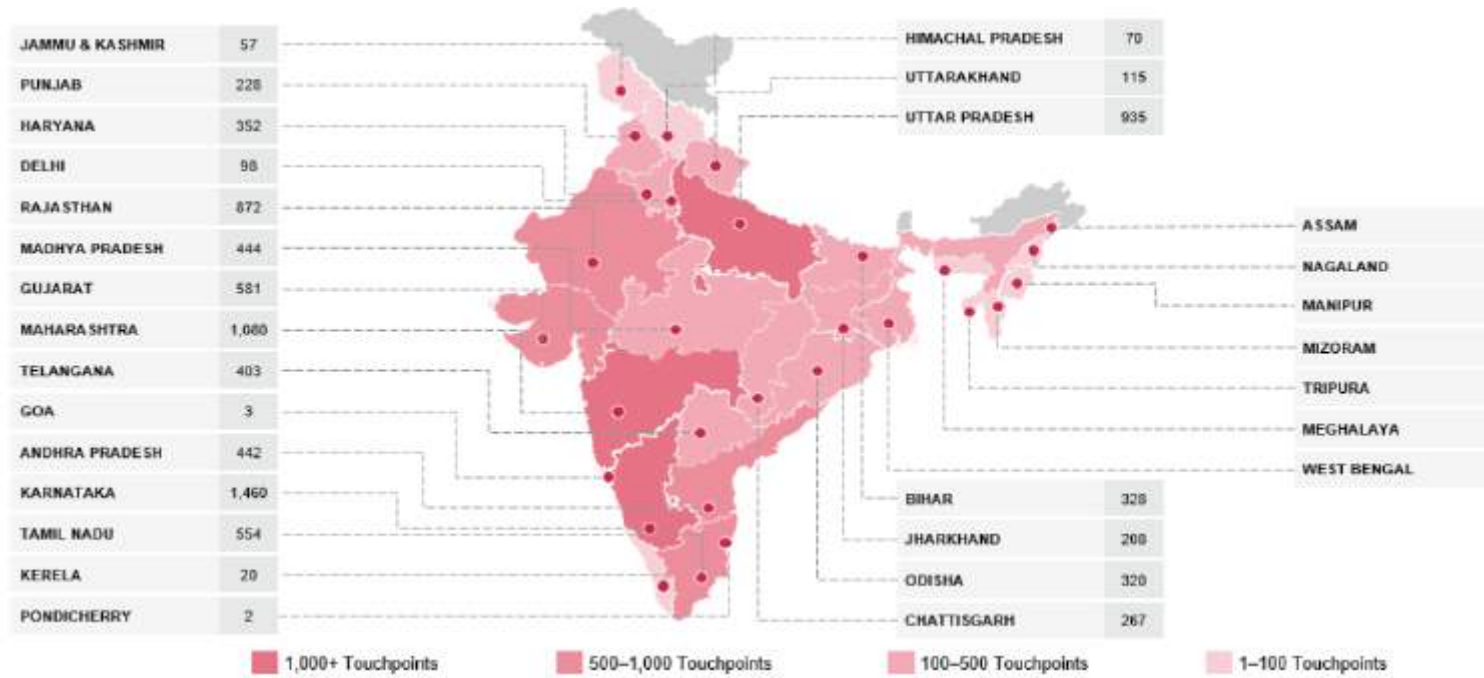 JAMMU & KASHMIR 57
PUNJAB 228
HARYANA 352
DELHI 98
RAJASTHAN 872
MADHYA PRADESH 444
GUJARAT 581
MAHARASHTRA 1,080
TELANGANA 403
GOA 3
ANDHRA PRADESH 442
KARNATAKA 1,460
TAMIL NADU 554
KERELA 20
PONDICHERRY 2
HIMACHAL PRADESH 70
UTTARAKHAND 115
UTTAR PRADESH 935
ASSAM
NAGALAND
MANIPUR
MIZORAM
TRIPURA
MEGHALAYA
WEST BENGAL
BIHAR 328
JHARKHAND 208
ODISHA 320
CHATTISGARH 267
1,000+ Touchpoints
500–1,000 Touchpoints
100–500 Touchpoints
1–100 Touchpoints